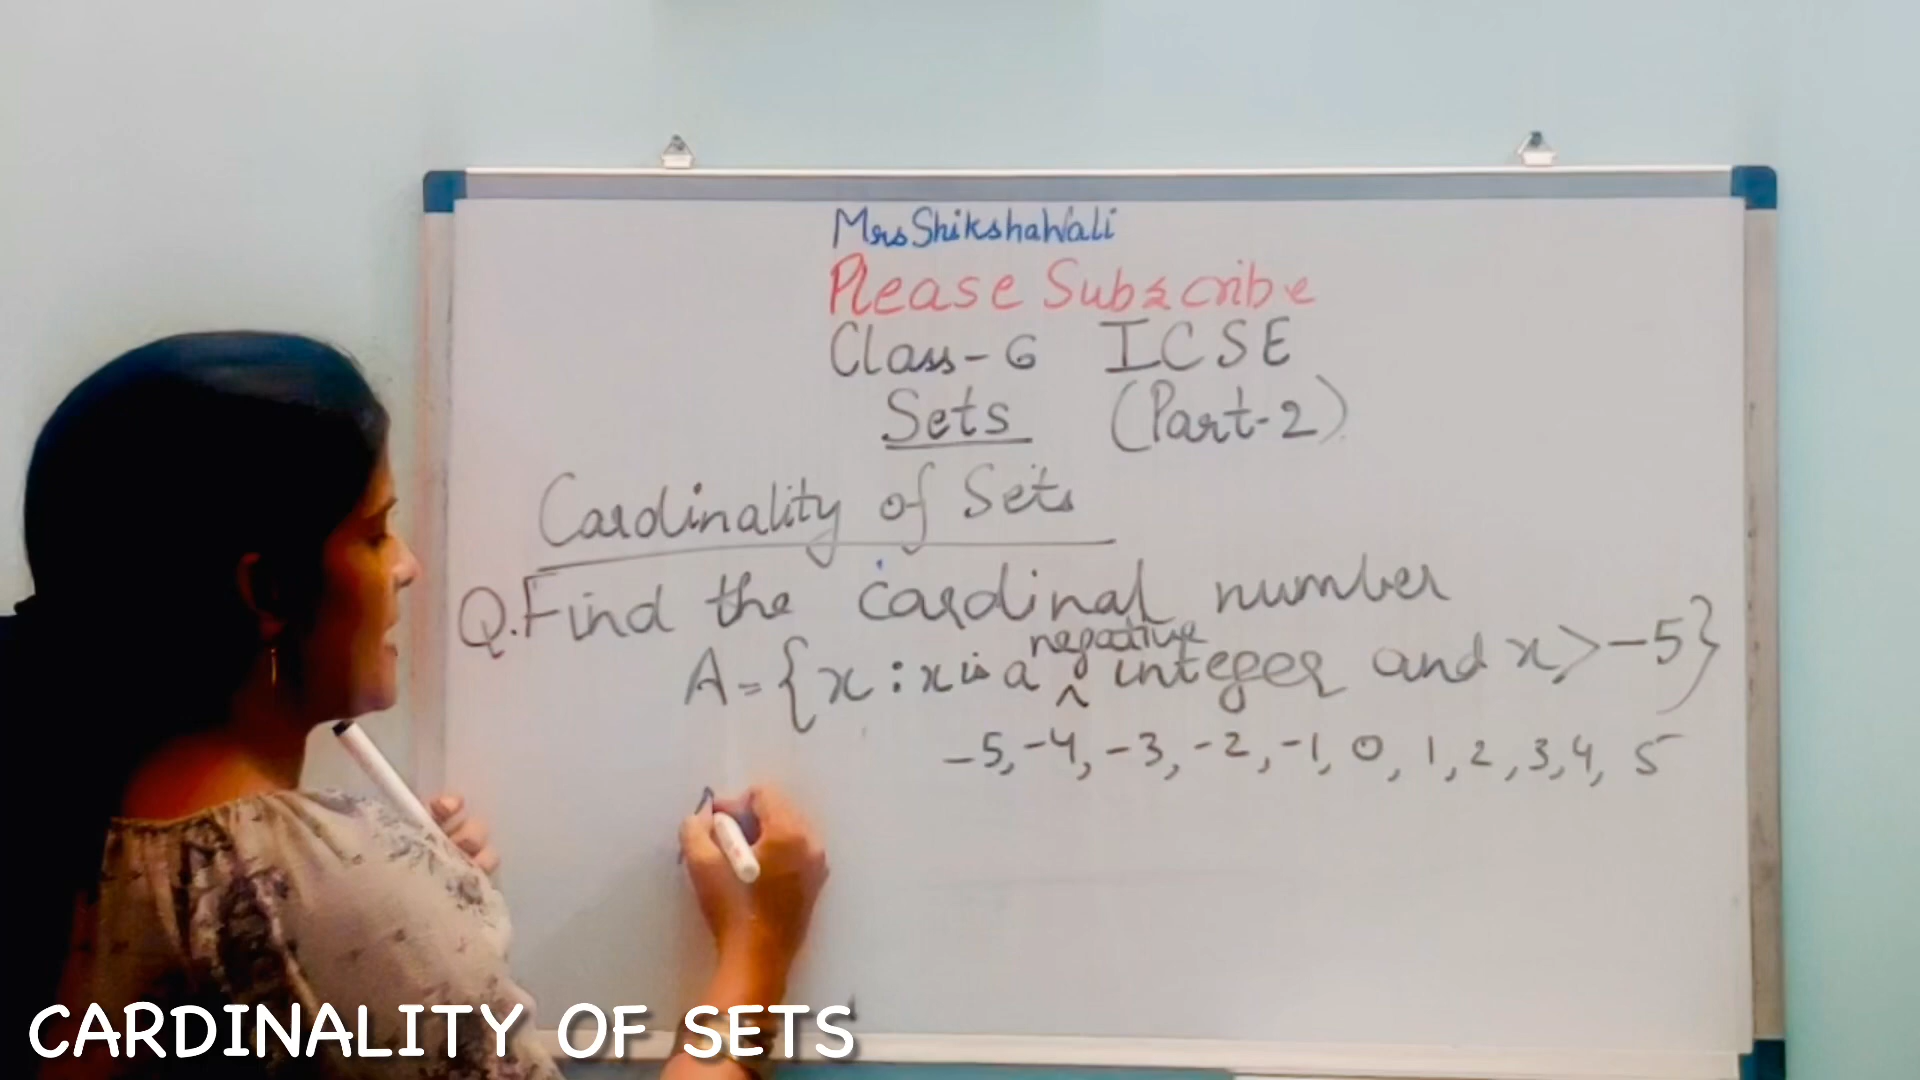 MrsShikshaWali
Please Subscribe
Class-6 ICSE
Sets (Part-2)
Cardinality of Sets
Q.Find the cardinal number
negative
A = {x : x is a ^ integer and x > -5}
-5, -4, -3, -2, -1, 0, 1, 2, 3, 4, 5
CARDINALITY OF SETS